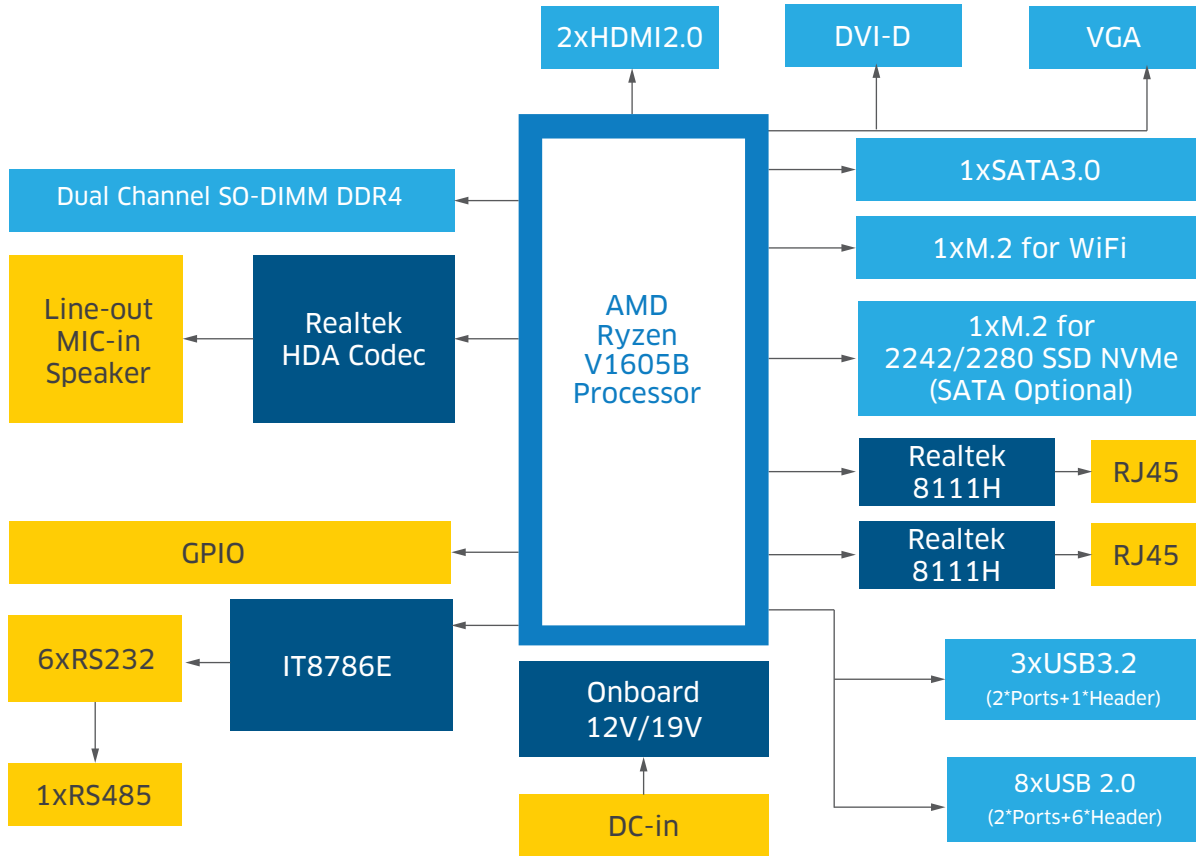 2xHDMI2.0
DVI-D
VGA
Dual Channel SO-DIMM DDR4
1xSATA3.0
1xM.2 for WiFi
Line-out
MIC-in
Speaker
Realtek
HDA Codec
AMD
Ryzen
V1605B
Processor
1xM.2 for
2242/2280 SSD NVMe
(SATA Optional)
Realtek
8111H
RJ45
GPIO
Realtek
8111H
RJ45
6xRS232
IT8786E
3xUSB3.2
(2*Ports+1*Header)
Onboard
12V/19V
1xRS485
8xUSB 2.0
(2*Ports+6*Header)
DC-in